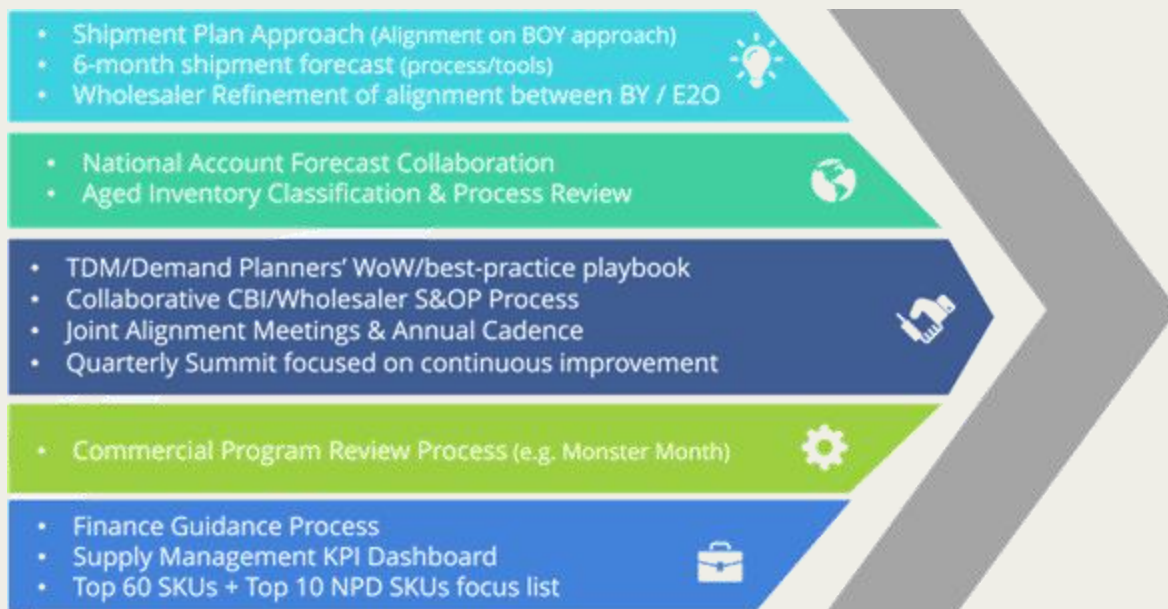 • Shipment Plan Approach (Alignment on BOY approach)
• 6-month shipment forecast (process/tools)
• Wholesaler Refinement of alignment between BY / E2O
• National Account Forecast Collaboration
• Aged Inventory Classification & Process Review
• TDM/Demand Planners’ WoW/best-practice playbook
• Collaborative CBI/Wholesaler S&OP Process
• Joint Alignment Meetings & Annual Cadence
• Quarterly Summit focused on continuous improvement
• Commercial Program Review Process (e.g. Monster Month)
• Finance Guidance Process
• Supply Management KPI Dashboard
• Top 60 SKUs + Top 10 NPD SKUs focus list